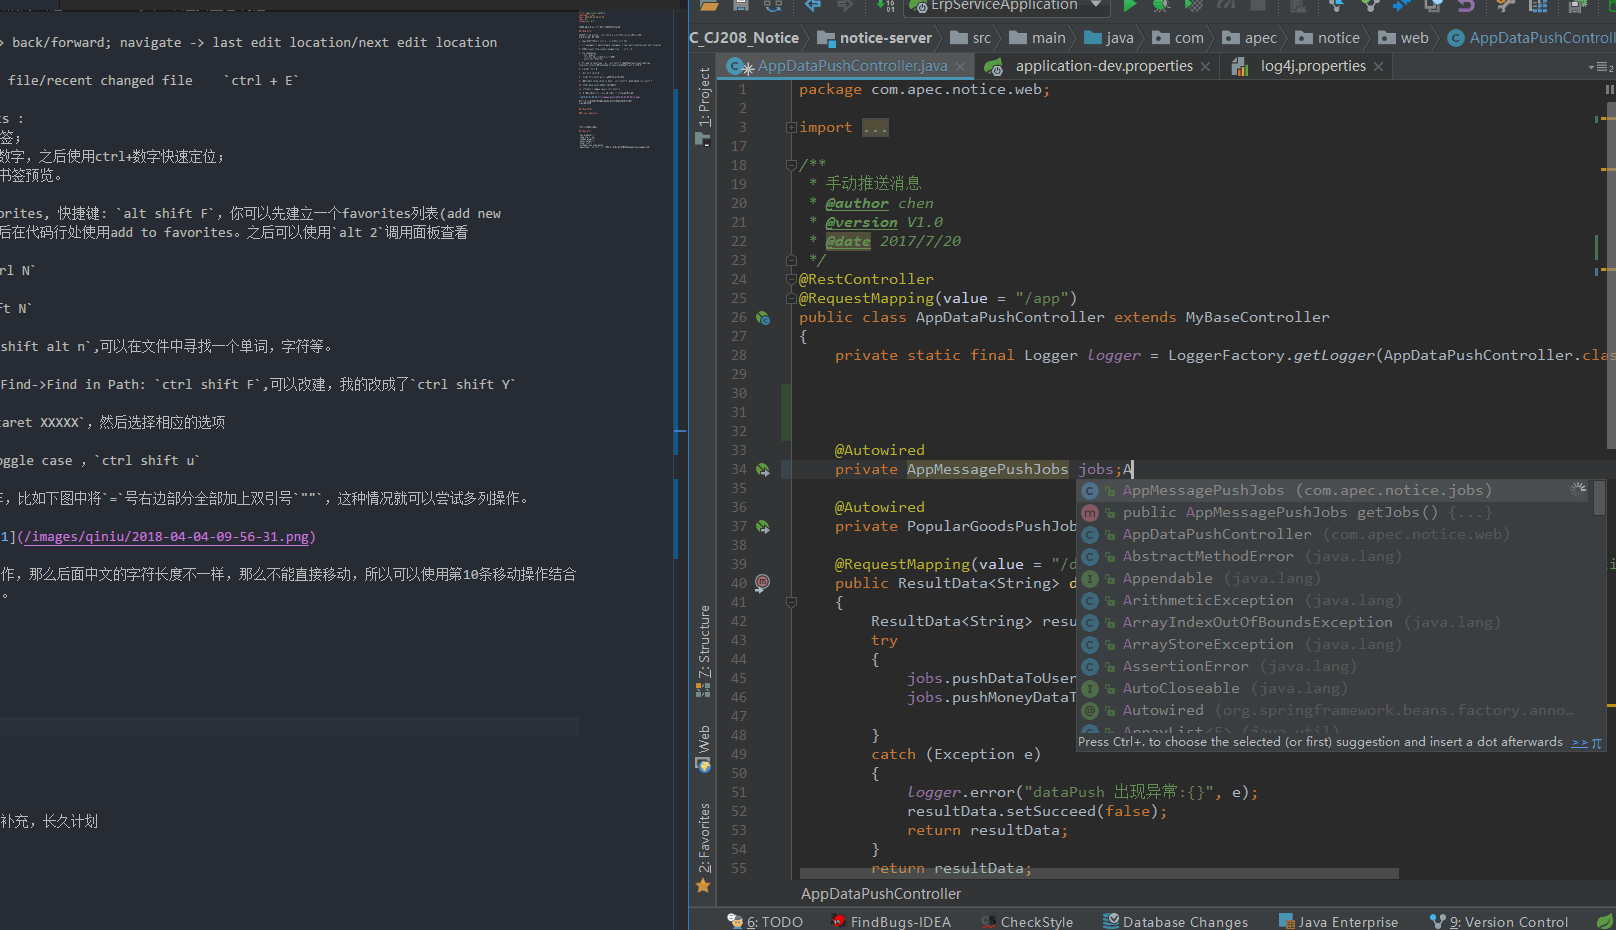 > back/forward; navigate -> last edit location/next edit location
file/recent changed file    `ctrl + E`
ts :
签;
数字，之后使用ctrl+数字快速定位;
书签预览。
orites, 快捷键: `alt shift F`，你可以先建立一个favorites列表(add new
后在代码行处使用add to favorites。之后可以使用`alt 2`调用面板查看
rl N`
ft N`
shift alt n`,可以在文件中寻找一个单词，字符等。
Find->Find in Path: `ctrl shift F`,可以改建，我的改成了`ctrl shift Y`
aret XXXXX`，然后选择相应的选项
oggle case ，`ctrl shift u`
，比如下图中将`=`号右边部分全部加上双引号`""`，这种情况就可以尝试多列操作。
1](/images/qiniu/2018-04-04-09-56-31.png)
作，那么后面中文的字符长度不一样，那么不能直接移动，所以可以使用第10条移动操作结合
。
补充，长久计划
ErpServiceApplication
C_CJ208_Notice notice-server src main java com apec notice web AppDataPushControll
AppDataPushController.java application-dev.properties log4j.properties
1: Project
7: Structure
Web
2: Favorites
1 package com.apec.notice.web;
2
3 import ...
17
18 /**
19  * 手动推送消息
20  * @author chen
21  * @version V1.0
22  * @date 2017/7/20
23  */
24 @RestController
25 @RequestMapping(value = "/app")
26 public class AppDataPushController extends MyBaseController
27 {
28     private static final Logger logger = LoggerFactory.getLogger(AppDataPushController.clas
29
30
31
32
33     @Autowired
34     private AppMessagePushJobs jobs;A
35
36     @Autowired
37     private PopularGoodsPushJob
38
39     @RequestMapping(value = "/d
40     public ResultData<String> d
41     {
42         ResultData<String> resu
43         try
44         {
45             jobs.pushDataToUser
46             jobs.pushMoneyDataT
47
48         }
49         catch (Exception e)
50         {
51             logger.error("dataPush 出现异常:{}", e);
52             resultData.setSucceed(false);
53             return resultData;
54         }
55         return resultData;
AppMessagePushJobs (com.apec.notice.jobs)
public AppMessagePushJobs getJobs() {...}
AppDataPushController (com.apec.notice.web)
AbstractMethodError (java.lang)
Appendable (java.lang)
ArithmeticException (java.lang)
ArrayIndexOutOfBoundsException (java.lang)
ArrayStoreException (java.lang)
AssertionError (java.lang)
AutoCloseable (java.lang)
Autowired (org.springframework.beans.factory.anno...
ArrayList<E> (java.util)
Press Ctrl+. to choose the selected (or first) suggestion and insert a dot afterwards >> π
AppDataPushController
6: TODO FindBugs-IDEA CheckStyle Database Changes Java Enterprise 9: Version Control